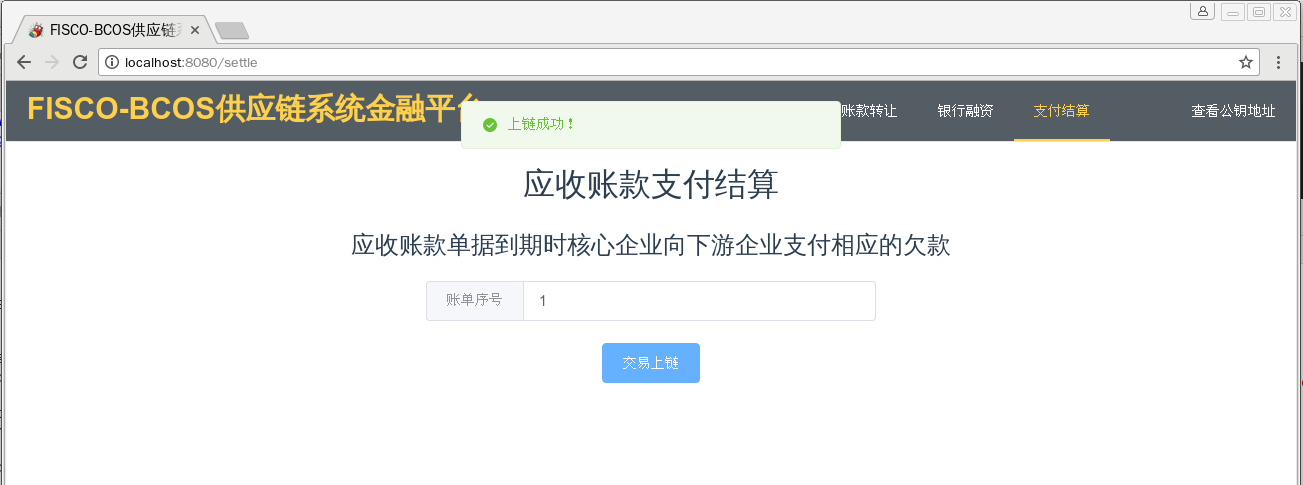 FISCO-BCOS供应链
localhost:8080/settle
FISCO-BCOS供应链系统金融平台
账款转让
银行融资
支付结算
查看公钥地址
上链成功！
应收账款支付结算
应收账款单据到期时核心企业向下游企业支付相应的欠款
账单序号
1
交易上链